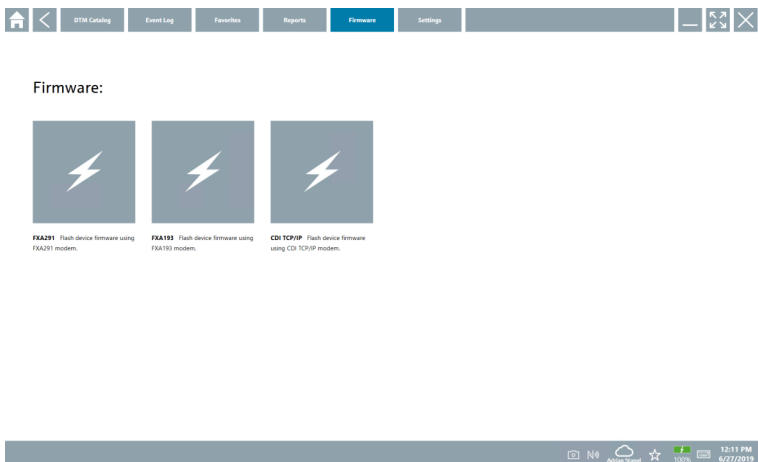 DTM Catalog
Event Log
Favorites
Reports
Firmware
Settings
Firmware:
FXA291 Flash device firmware using
FXA291 modem.
FXA193 Flash device firmware using
FXA193 modem.
CDI TCP/IP Flash device firmware
using CDI TCP/IP modem.
Adrian Stangl
100%
12:11 PM
6/27/2019